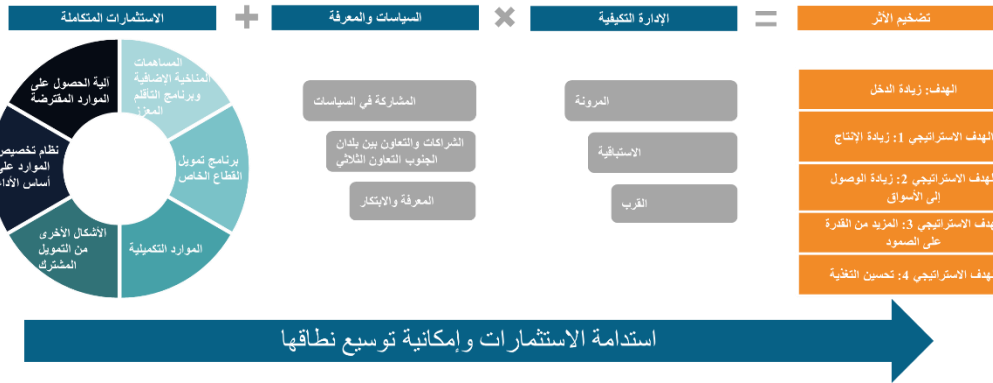 الاستثمارات المتكاملة
+
السياسات والمعرفة
×
الإدارة التكيفية
=
تضخيم الأثر
المساهمات
المناخية الإضافية
وبرنامج التأقلم
المعزز
برنامج تمويل
القطاع الخاص
الموارد التكميلية
الأشكال الأخرى
من التمويل
المشترك
نظام تخصيص
الموارد على
أساس الأداء
آلية الحصول على
الموارد المقترضة
المشاركة في السياسات
الشراكات والتعاون بين بلدان
الجنوب التعاون الثلاثي
المعرفة والابتكار
المرونة
الاستباقية
القرب
الهدف: زيادة الدخل
الهدف الاستراتيجي 1: زيادة الإنتاج
الهدف الاستراتيجي 2: زيادة الوصول
إلى الأسواق
الهدف الاستراتيجي 3: المزيد من القدرة
على الصمود
الهدف الاستراتيجي 4: تحسين التغذية
استدامة الاستثمارات وإمكانية توسيع نطاقها